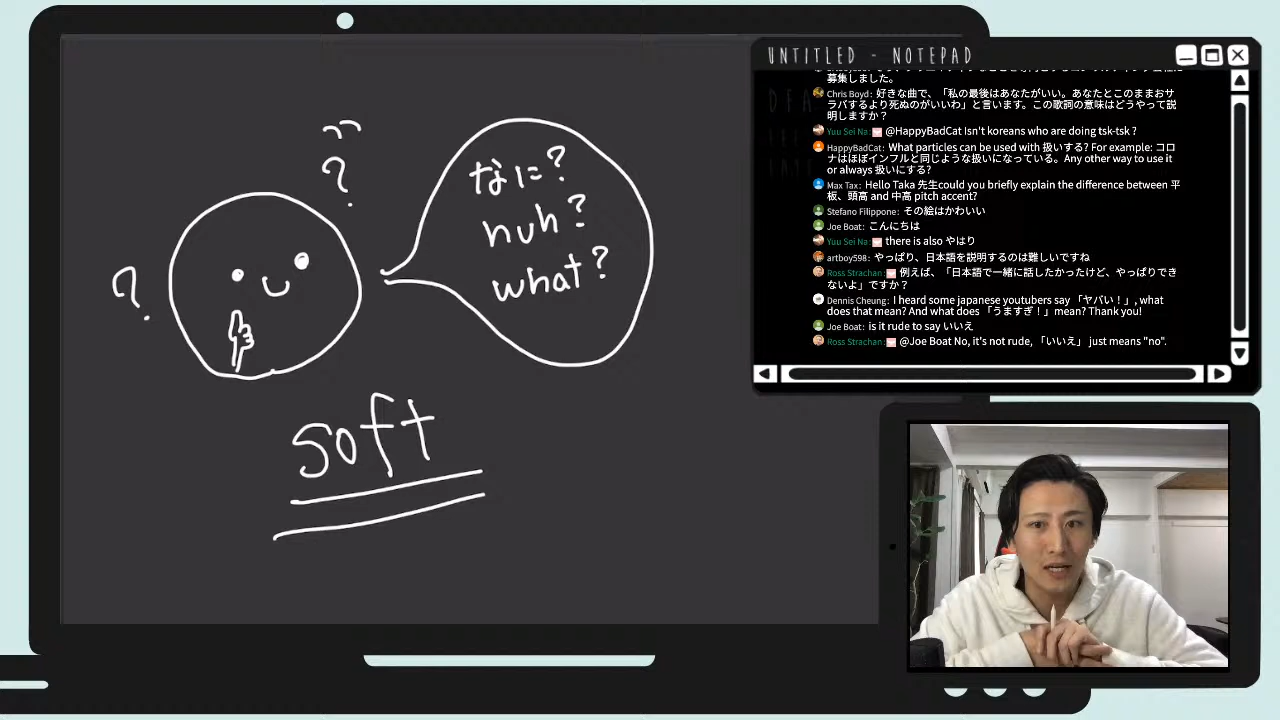 ?
?
なに?
huh?
what?
soft
UNTITLED - NOTEPAD
募集しました。
Chris Boyd: 好きな曲で、「私の最後はあなたがいい。あなたとこのままおサ
ラバするより死ぬのがいいわ」と言います。この歌詞の意味はどうやって説
明しますか？
Yuu Sei Na: @HappyBadCat Isn't koreans who are doing tsk-tsk ?
HappyBadCat: What particles can be used with 扱いする? For example: コロ
ナはほぼインフルと同じような扱いになっている。Any other way to use it
or always 扱いにする?
Max Tax: Hello Taka 先生could you briefly explain the difference between 平
板、頭高 and 中高 pitch accent?
Stefano Filippone: その絵はかわいい
Joe Boat: こんにちは
Yuu Sei Na: there is also やはり
artboy598: やっぱり、日本語を説明するのは難しいですね
Ross Strachan: 例えば、「日本語で一緒に話したかったけど、やっぱりでき
ないよ」ですか？
Dennis Cheung: I heard some japanese youtubers say 「ヤバい！」, what
does that mean? And what does 「うますぎ！」mean? Thank you!
Joe Boat: is it rude to say いいえ
Ross Strachan: @Joe Boat No, it's not rude, 「いいえ」 just means "no".